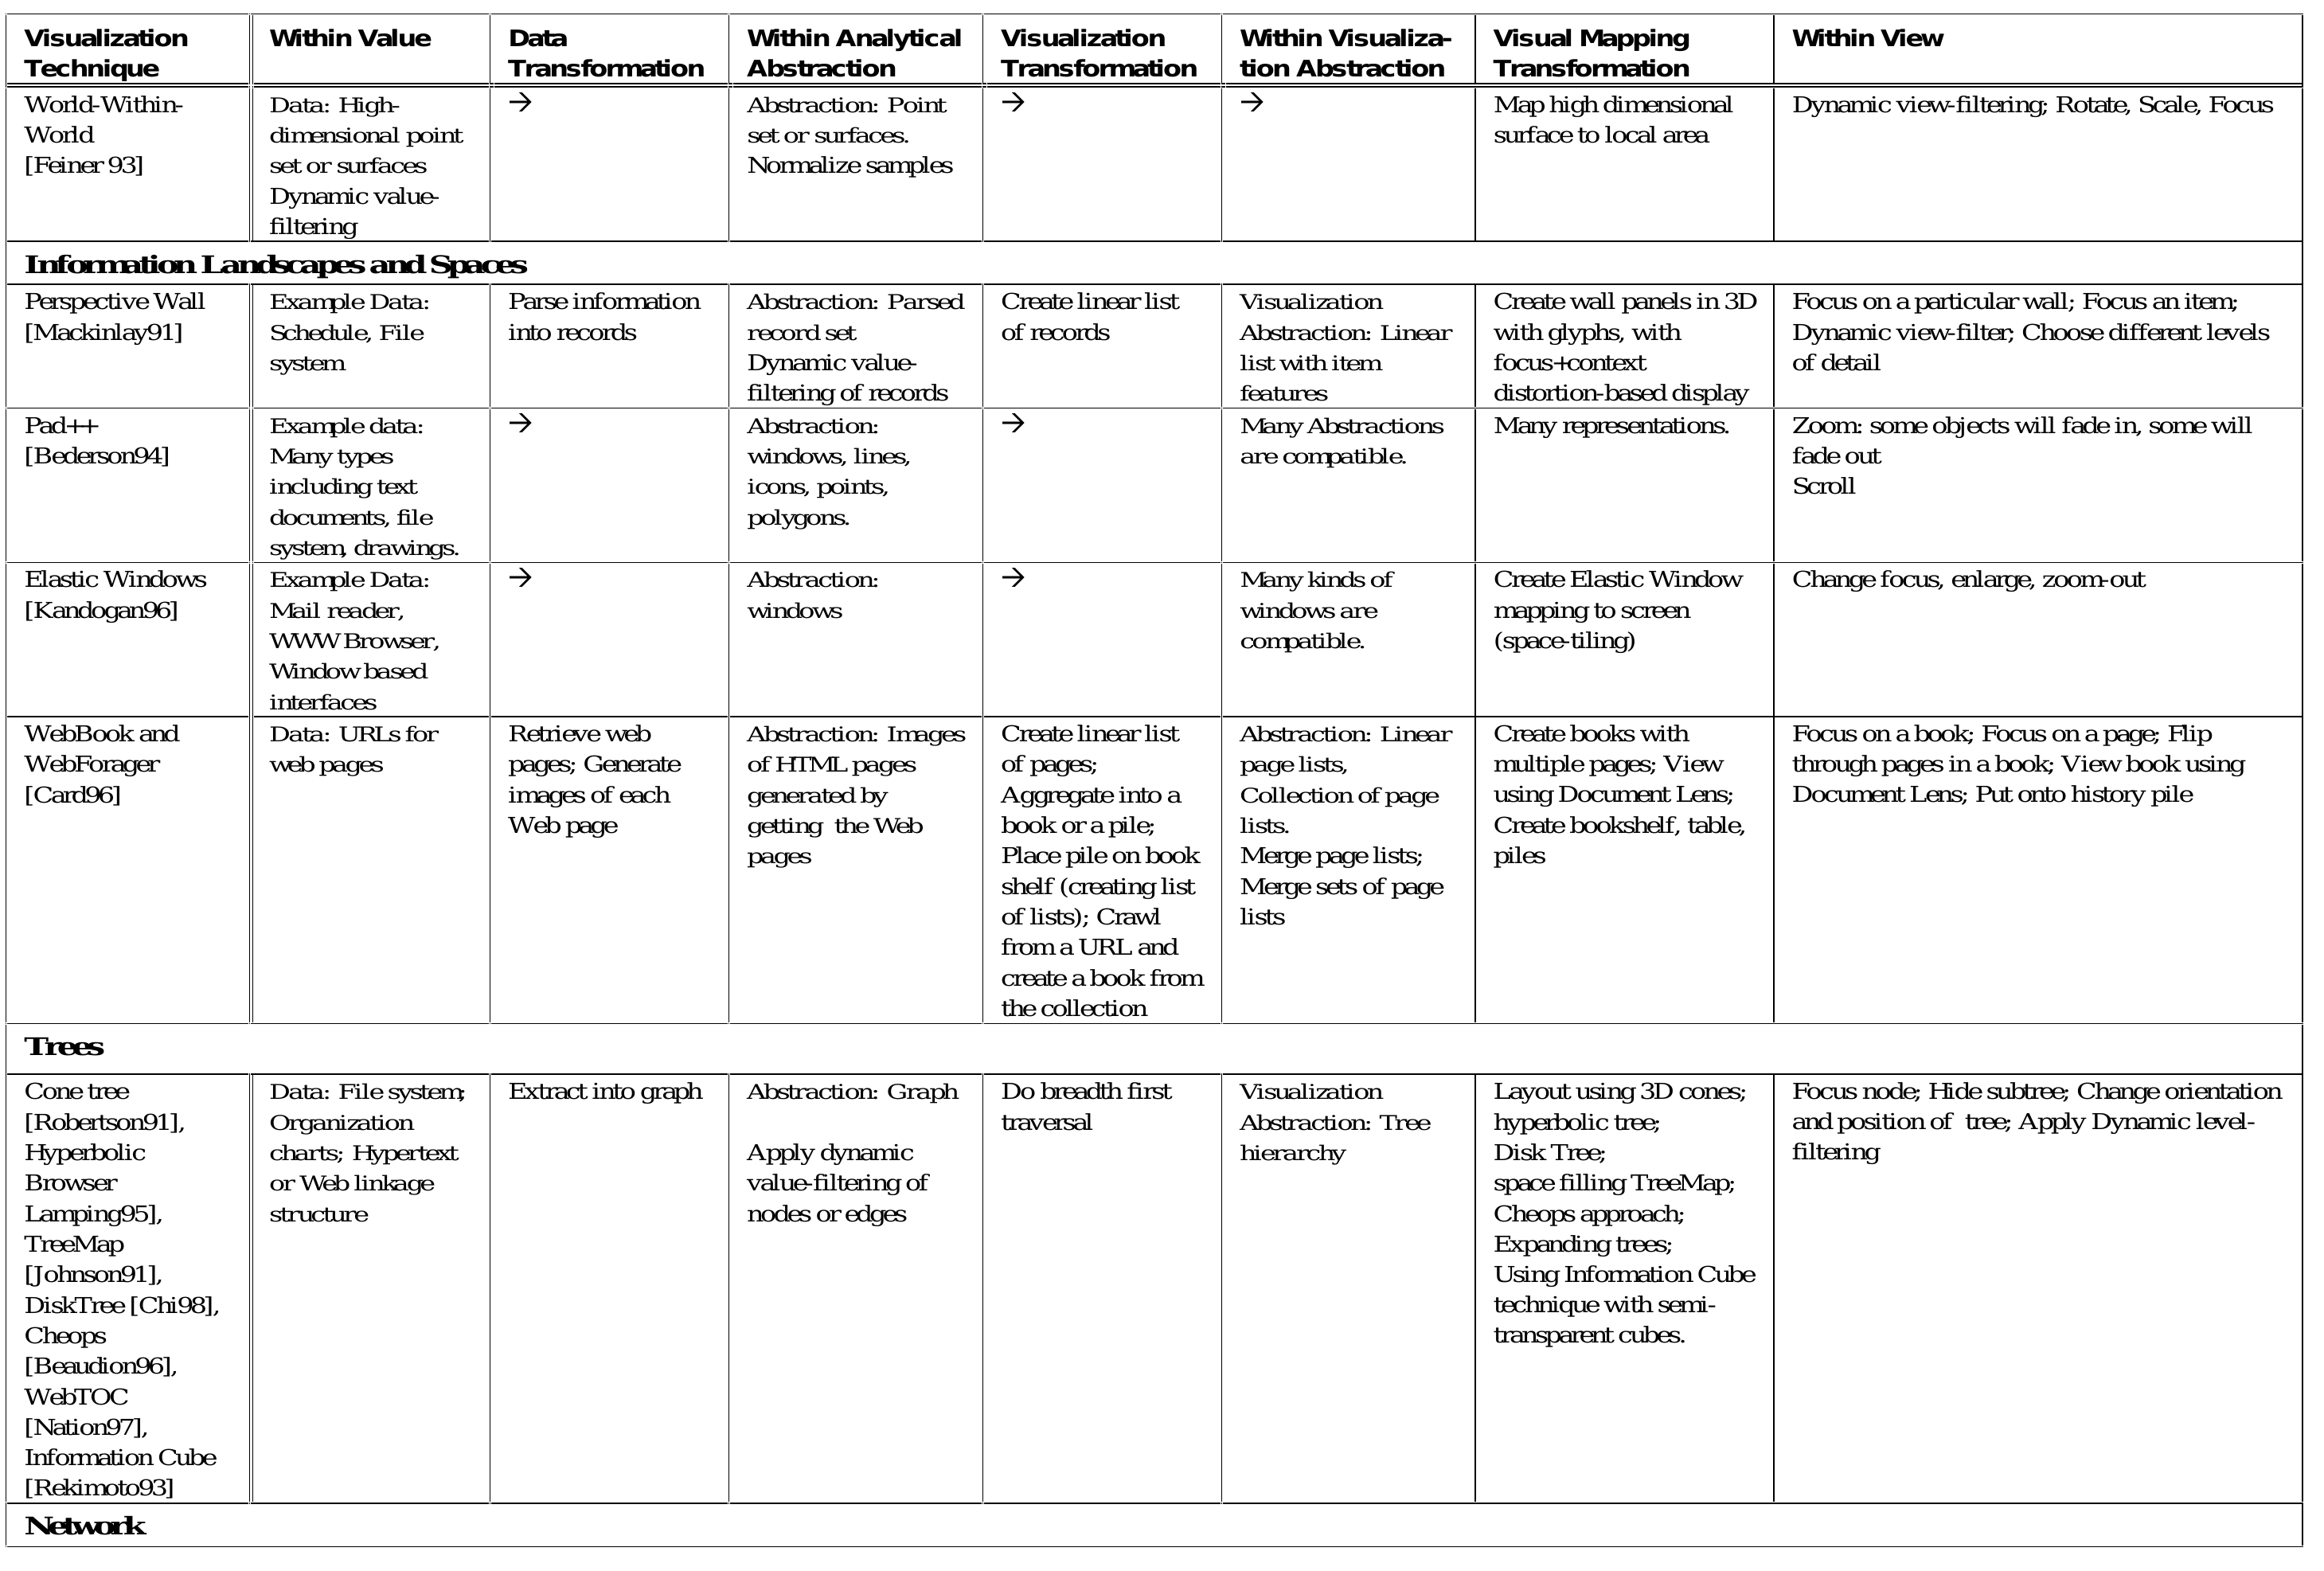 Visualization
Technique
Within Value
Data
Transformation
Within Analytical
Abstraction
Visualization
Transformation
Within Visualiza-
tion Abstraction
Visual Mapping
Transformation
Within View
World-Within-
World
[Feiner 93]
Data: High-
dimensional point
set or surfaces
Dynamic value-
filtering
→
Abstraction: Point
set or surfaces.
Normalize samples
→
→
Map high dimensional
surface to local area
Dynamic view-filtering; Rotate, Scale, Focus
Information Landscapes and Spaces
Perspective Wall
[Mackinlay91]
Example Data:
Schedule, File
system
Parse information
into records
Abstraction: Parsed
record set
Dynamic value-
filtering of records
Create linear list
of records
Visualization
Abstraction: Linear
list with item
features
Create wall panels in 3D
with glyphs, with
focus+context
distortion-based display
Focus on a particular wall; Focus an item;
Dynamic view-filter; Choose different levels
of detail
Pad++
[Bederson94]
Example data:
Many types
including text
documents, file
system, drawings.
→
Abstraction:
windows, lines,
icons, points,
polygons.
→
Many Abstractions
are compatible.
Many representations.
Zoom: some objects will fade in, some will
fade out
Scroll
Elastic Windows
[Kandogan96]
Example Data:
Mail reader,
WWW Browser,
Window based
interfaces
→
Abstraction:
windows
→
Many kinds of
windows are
compatible.
Create Elastic Window
mapping to screen
(space-tiling)
Change focus, enlarge, zoom-out
WebBook and
WebForager
[Card96]
Data: URLs for
web pages
Retrieve web
pages; Generate
images of each
Web page
Abstraction: Images
of HTML pages
generated by
getting the Web
pages
Create linear list
of pages;
Aggregate into a
book or a pile;
Place pile on book
shelf (creating list
of lists); Crawl
from a URL and
create a book from
the collection
Abstraction: Linear
page lists,
Collection of page
lists.
Merge page lists;
Merge sets of page
lists
Create books with
multiple pages; View
using Document Lens;
Create bookshelf, table,
piles
Focus on a book; Focus on a page; Flip
through pages in a book; View book using
Document Lens; Put onto history pile
Trees
Cone tree
[Robertson91],
Hyperbolic
Browser
Lamping95],
TreeMap
[Johnson91],
DiskTree [Chi98],
Cheops
[Beaudion96],
WebTOC
[Nation97],
Information Cube
[Rekimoto93]
Data: File system;
Organization
charts; Hypertext
or Web linkage
structure
Extract into graph
Abstraction: Graph
Apply dynamic
value-filtering of
nodes or edges
Do breadth first
traversal
Visualization
Abstraction: Tree
hierarchy
Layout using 3D cones;
hyperbolic tree;
Disk Tree;
space filling TreeMap;
Cheops approach;
Expanding trees;
Using Information Cube
technique with semi-
transparent cubes.
Focus node; Hide subtree; Change orientation
and position of tree; Apply Dynamic level-
filtering
Network